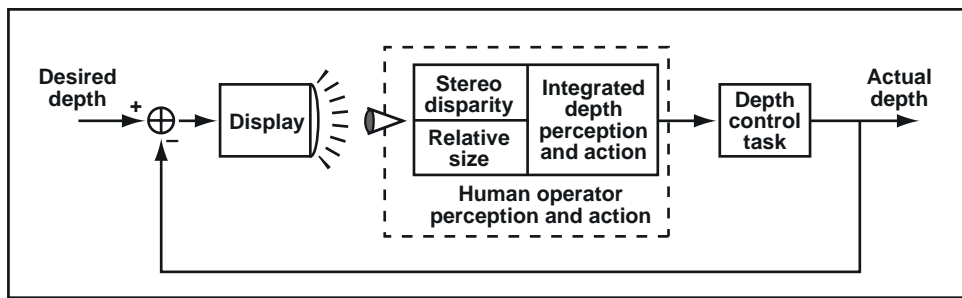 Desired
depth
+
−
Display
Stereo
disparity
Relative
size
Integrated
depth
perception
and action
Human operator
perception and action
Depth
control
task
Actual
depth